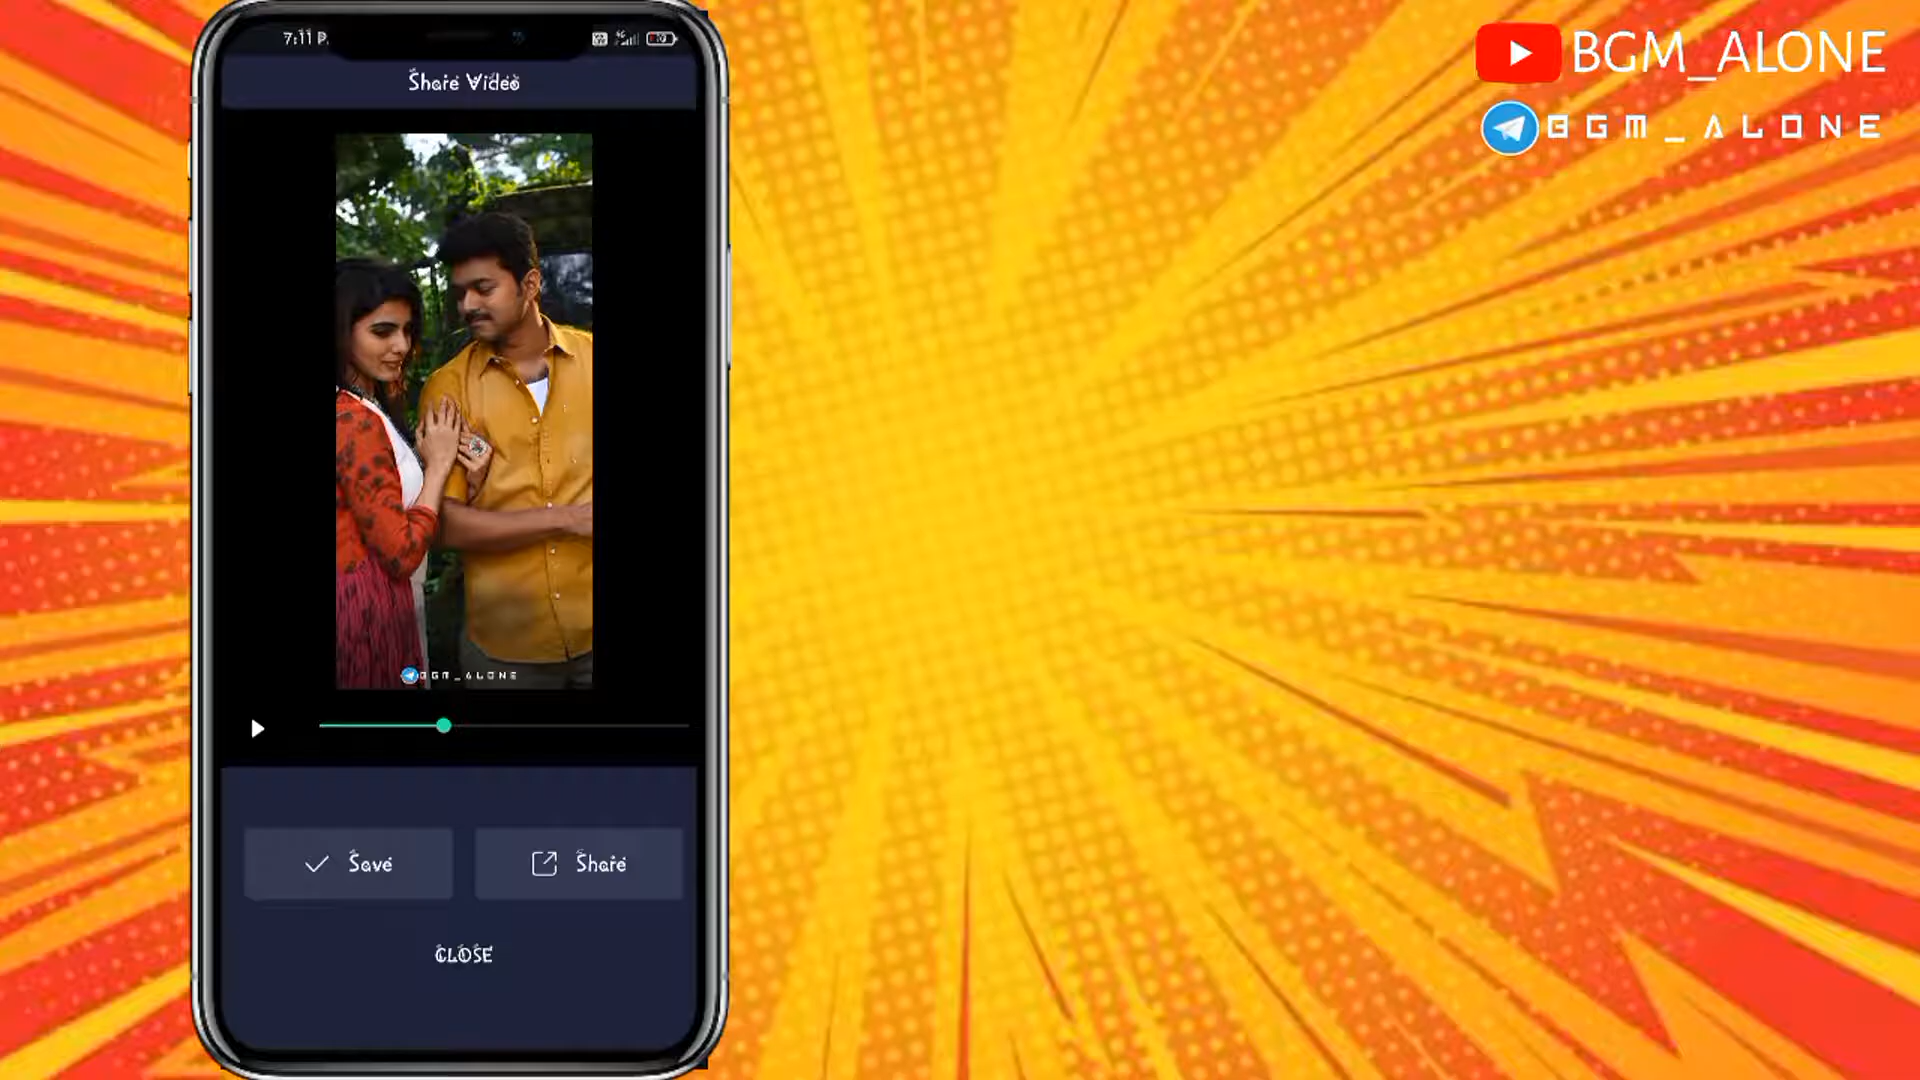 7:11 P.
Share Video
BGM_ALONE
BGM_ALONE
BGM_ALONE
Save
Share
CLOSE